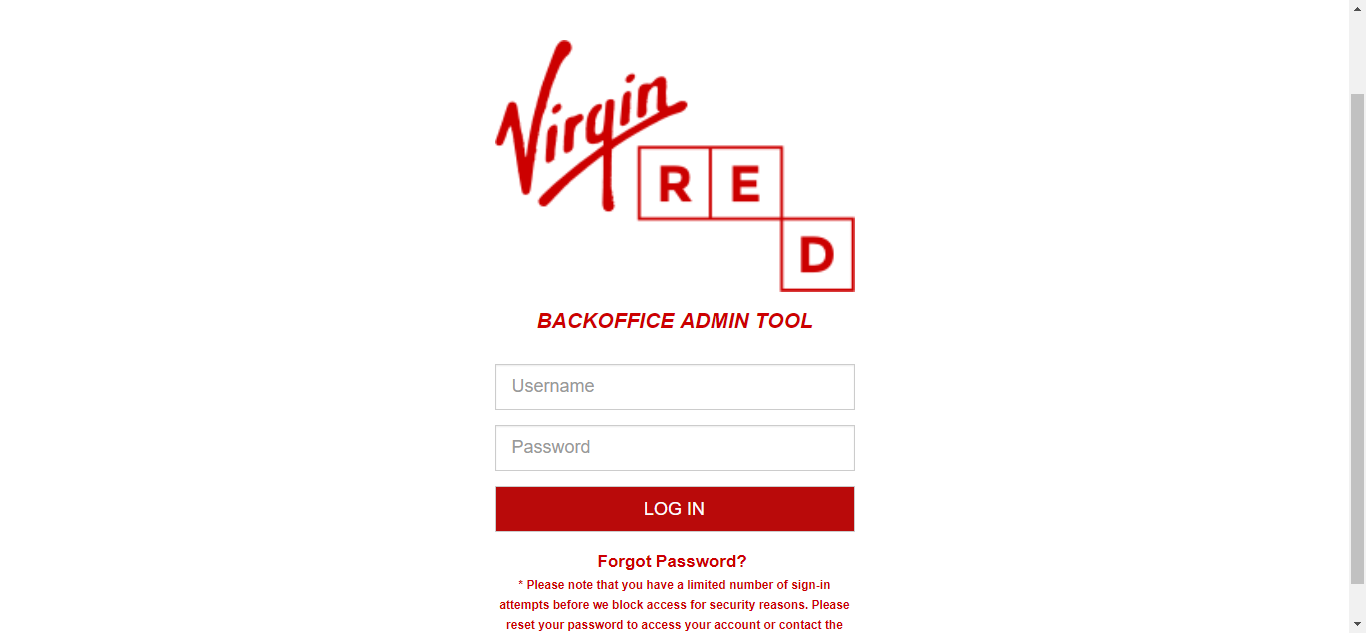 Virgin
RE
D
BACKOFFICE ADMIN TOOL
Username
Password
LOG IN
Forgot Password?
* Please note that you have a limited number of sign-in
attempts before we block access for security reasons. Please
reset your password to access your account or contact the